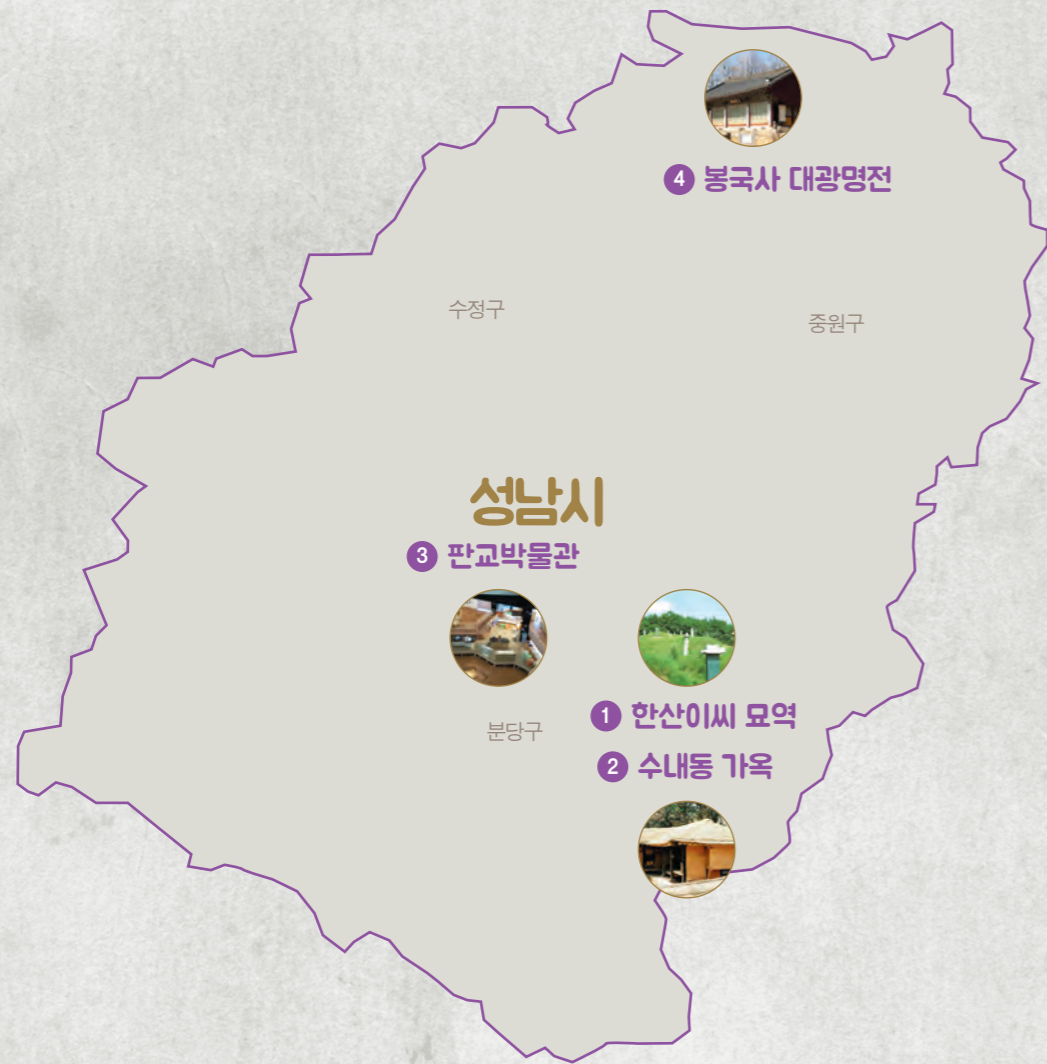 ④ 봉국사 대광명전
수정구
중원구
성남시
③ 판교박물관
① 한산이씨 묘역
분당구
② 수내동 가옥